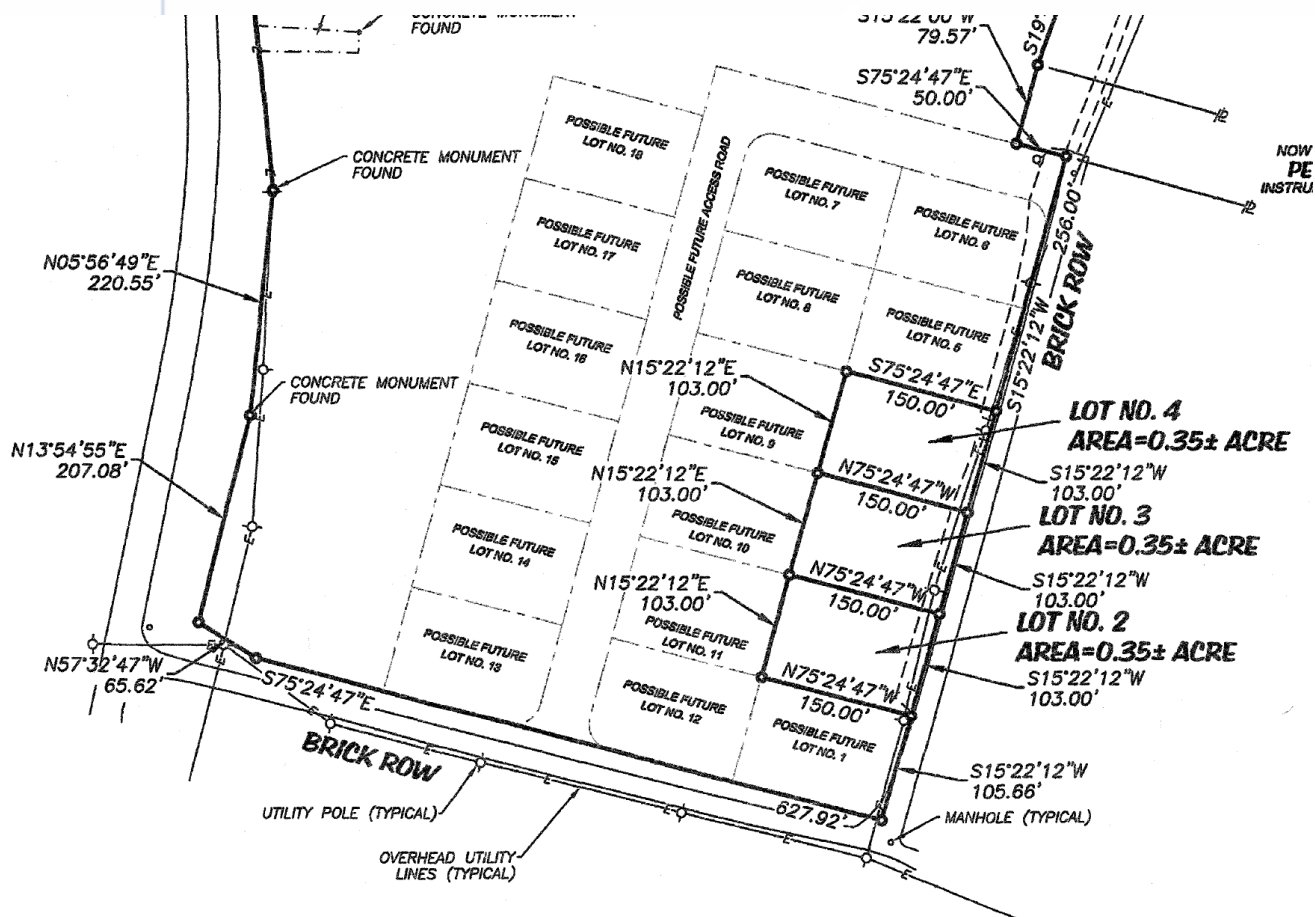 CONCRETE MONUMENT
FOUND
S15°22'00"W
79.57'
S19°
S75°24'47"E
50.00'
NOW
PE
INSTRU
CONCRETE MONUMENT
FOUND
N05°56'49"E
220.55'
CONCRETE MONUMENT
FOUND
N13°54'55"E
207.08'
N57°32'47"W
65.62'
S75°24'47"E
627.92'
BRICK ROW
UTILITY POLE (TYPICAL)
OVERHEAD UTILITY
LINES (TYPICAL)
MANHOLE (TYPICAL)
POSSIBLE FUTURE
LOT NO. 18
POSSIBLE FUTURE
LOT NO. 17
POSSIBLE FUTURE
LOT NO. 16
POSSIBLE FUTURE
LOT NO. 15
POSSIBLE FUTURE
LOT NO. 14
POSSIBLE FUTURE
LOT NO. 13
POSSIBLE FUTURE ACCESS ROAD
POSSIBLE FUTURE
LOT NO. 7
POSSIBLE FUTURE
LOT NO. 6
POSSIBLE FUTURE
LOT NO. 8
POSSIBLE FUTURE
LOT NO. 5
POSSIBLE FUTURE
LOT NO. 9
POSSIBLE FUTURE
LOT NO. 10
POSSIBLE FUTURE
LOT NO. 11
POSSIBLE FUTURE
LOT NO. 12
POSSIBLE FUTURE
LOT NO. 1
S15°22'12"W
256.00'
BRICK ROW
N15°22'12"E
103.00'
S75°24'47"E
150.00'
LOT NO. 4
AREA=0.35± ACRE
S15°22'12"W
103.00'
N15°22'12"E
103.00'
N75°24'47"W
150.00'
LOT NO. 3
AREA=0.35± ACRE
S15°22'12"W
103.00'
N15°22'12"E
103.00'
N75°24'47"W
150.00'
LOT NO. 2
AREA=0.35± ACRE
S15°22'12"W
103.00'
N75°24'47"W
150.00'
S15°22'12"W
105.66'